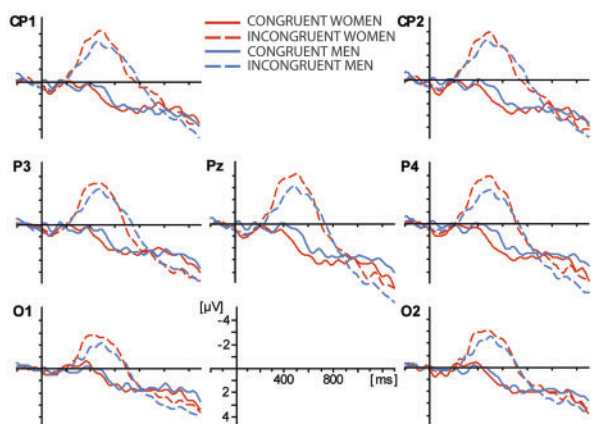 CP1
CONGRUENT WOMEN
INCONGRUENT WOMEN
CONGRUENT MEN
INCONGRUENT MEN
CP2
P3
Pz
P4
O1
[µV]
-4
-2
400 800 [ms]
2
4
O2